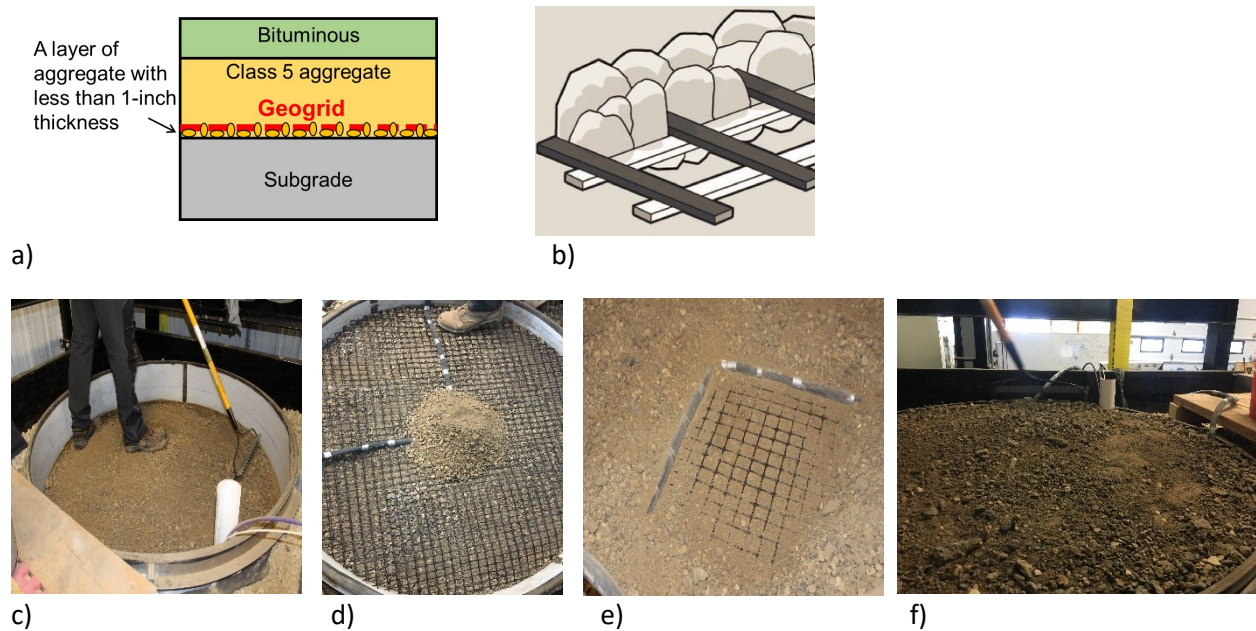 A layer of
aggregate with
less than 1-inch
thickness
Bituminous
Class 5 aggregate
Geogrid
Subgrade
a)
b)
c)
d)
e)
f)